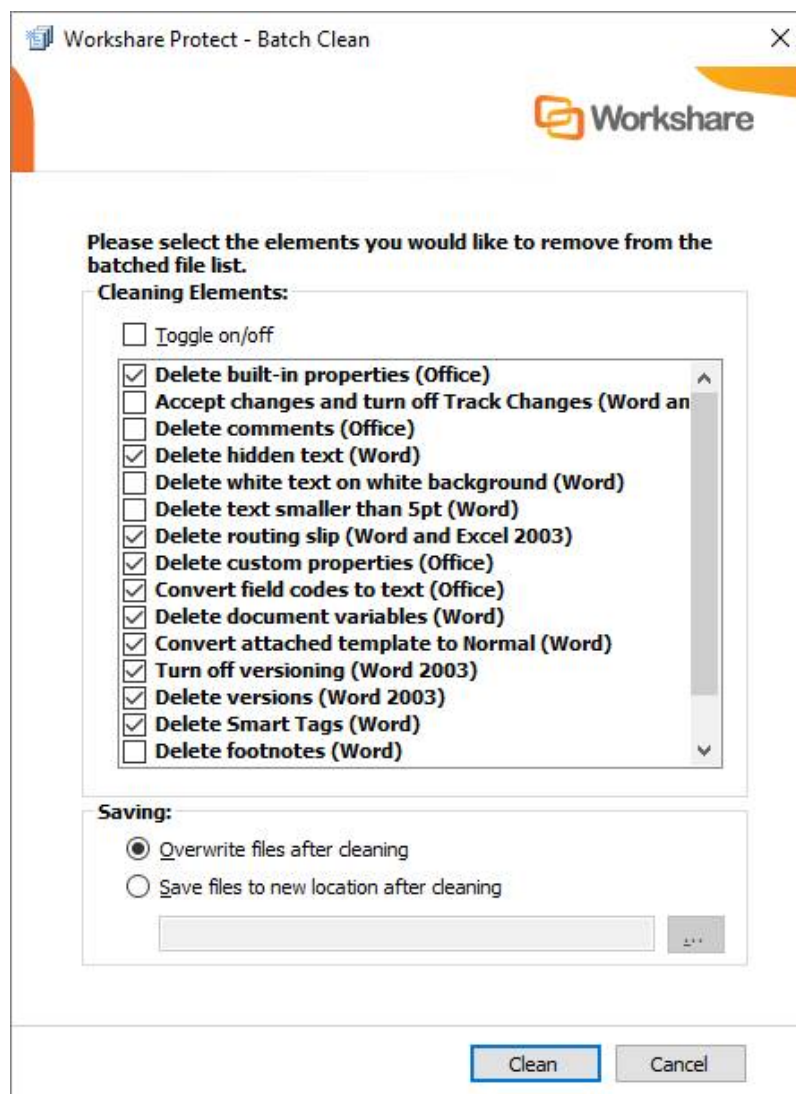 Workshare Protect - Batch Clean
Workshare
Please select the elements you would like to remove from the
batched file list.
Cleaning Elements:
Toggle on/off
Delete built-in properties (Office)
Accept changes and turn off Track Changes (Word an
Delete comments (Office)
Delete hidden text (Word)
Delete white text on white background (Word)
Delete text smaller than 5pt (Word)
Delete routing slip (Word and Excel 2003)
Delete custom properties (Office)
Convert field codes to text (Office)
Delete document variables (Word)
Convert attached template to Normal (Word)
Turn off versioning (Word 2003)
Delete versions (Word 2003)
Delete Smart Tags (Word)
Delete footnotes (Word)
Saving:
Overwrite files after cleaning
Save files to new location after cleaning
...
Clean Cancel